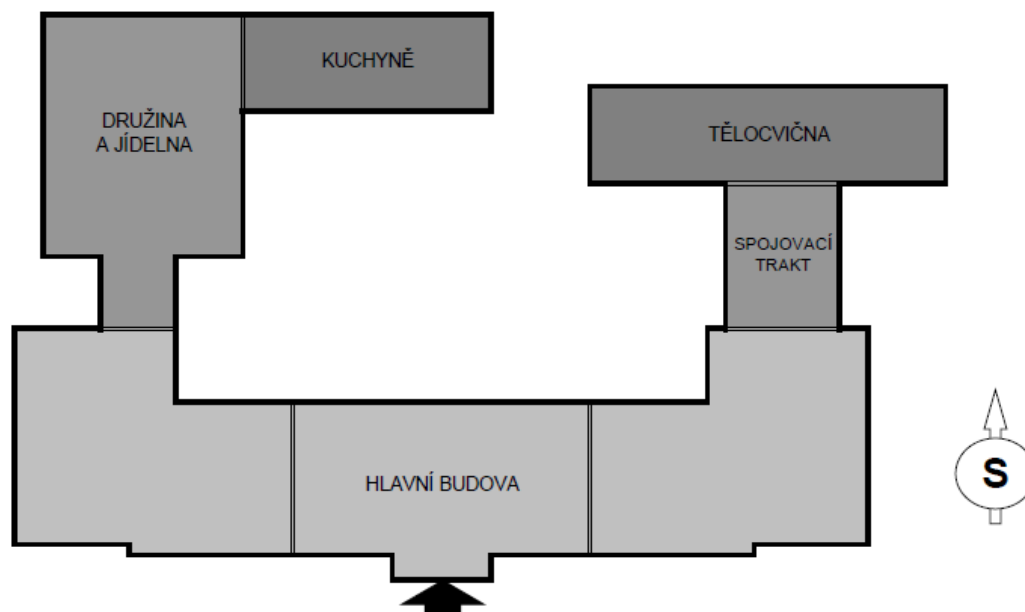 KUCHYNĚ
DRUŽINA
A JÍDELNA
TĚLOCVIČNA
SPOJOVACÍ
TRAKT
HLAVNÍ BUDOVA
S